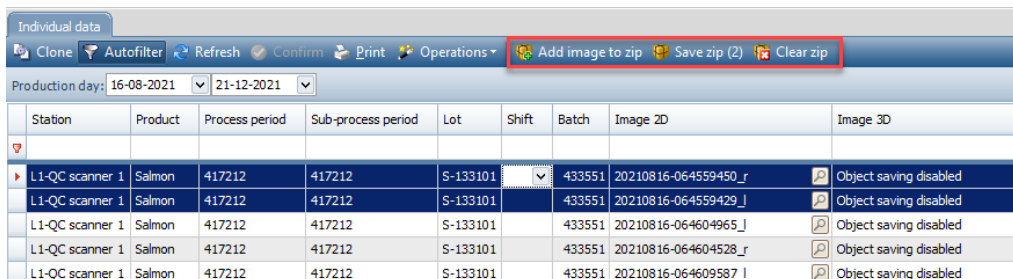 Individual data
Clone Autofilter Refresh Confirm Print Operations Add image to zip Save zip (2) Clear zip
Production day: 16-08-2021 21-12-2021
Station Product Process period Sub-process period Lot Shift Batch Image 2D Image 3D
L1-QC scanner 1 Salmon 417212 417212 S-133101 433551 20210816-064559450_r Object saving disabled
L1-QC scanner 1 Salmon 417212 417212 S-133101 433551 20210816-064559429_l Object saving disabled
L1-QC scanner 1 Salmon 417212 417212 S-133101 433551 20210816-064604965_l Object saving disabled
L1-QC scanner 1 Salmon 417212 417212 S-133101 433551 20210816-064604528_r Object saving disabled
L1-QC scanner 1 Salmon 417212 417212 S-133101 433551 20210816-064609587_l Object saving disabled